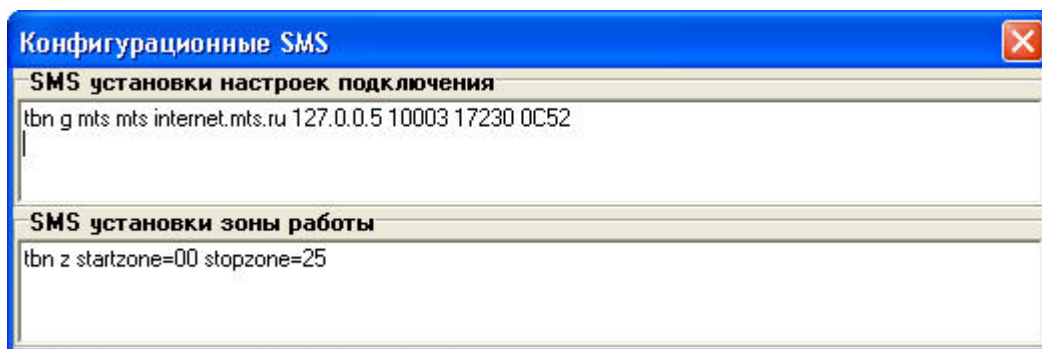 Конфигурационные SMS
SMS установки настроек подключения
tbn g mts mts internet.mts.ru 127.0.0.5 10003 17230 0C52
SMS установки зоны работы
tbn z startzone=00 stopzone=25